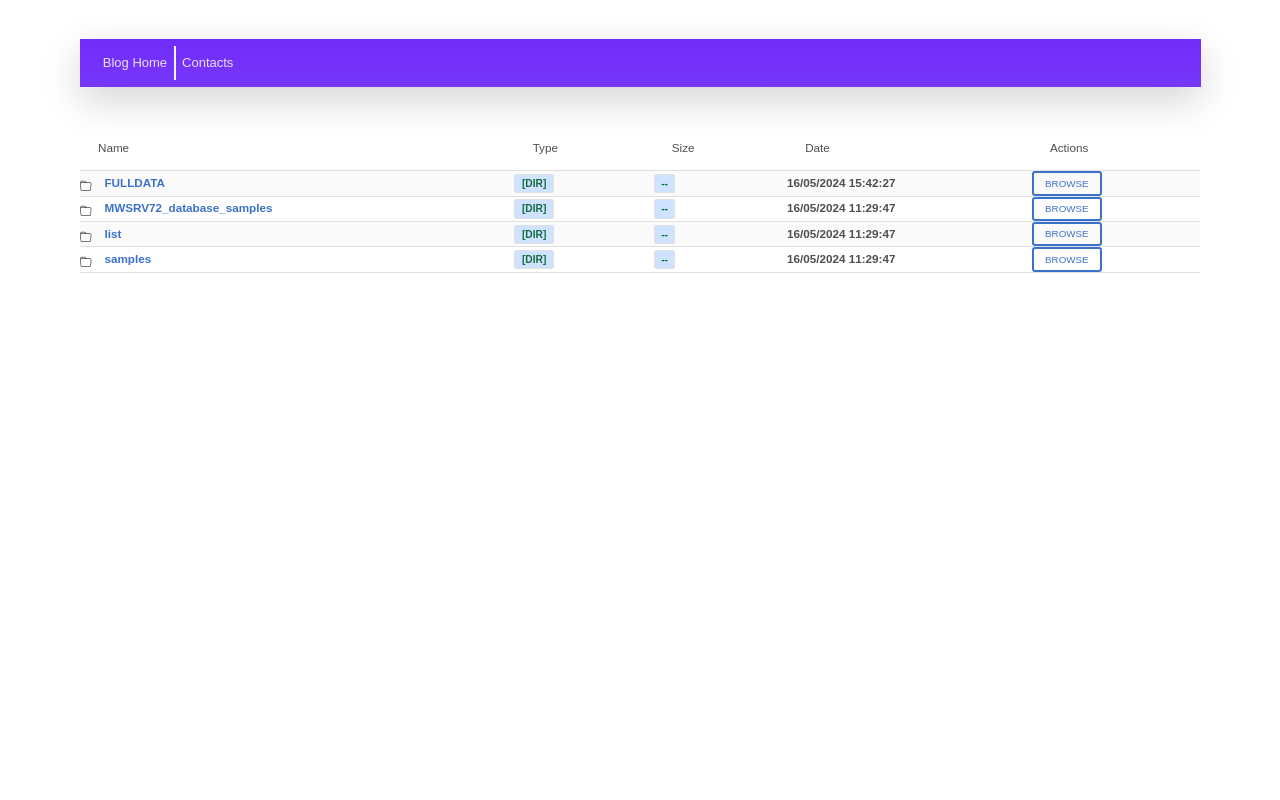 Blog Home Contacts
Name Type Size Date Actions
FULLDATA [DIR] -- 16/05/2024 15:42:27 BROWSE
MWSRV72_database_samples [DIR] -- 16/05/2024 11:29:47 BROWSE
list [DIR] -- 16/05/2024 11:29:47 BROWSE
samples [DIR] -- 16/05/2024 11:29:47 BROWSE